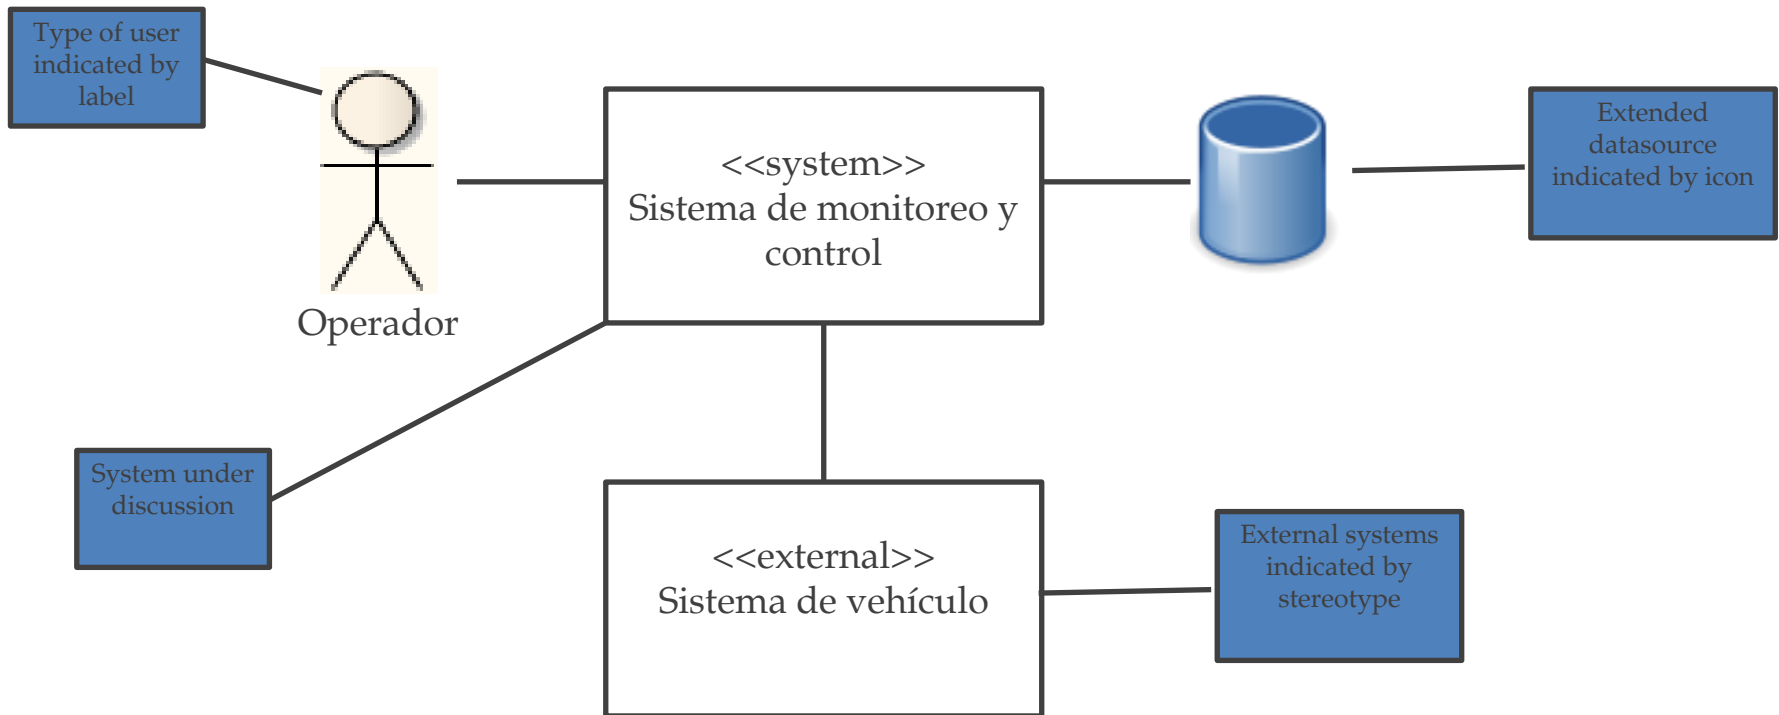 Type of user
indicated by
label
Operador
<<system>>
Sistema de monitoreo y
control
Extended
datasource
indicated by icon
System under
discussion
<<external>>
Sistema de vehículo
External systems
indicated by
stereotype